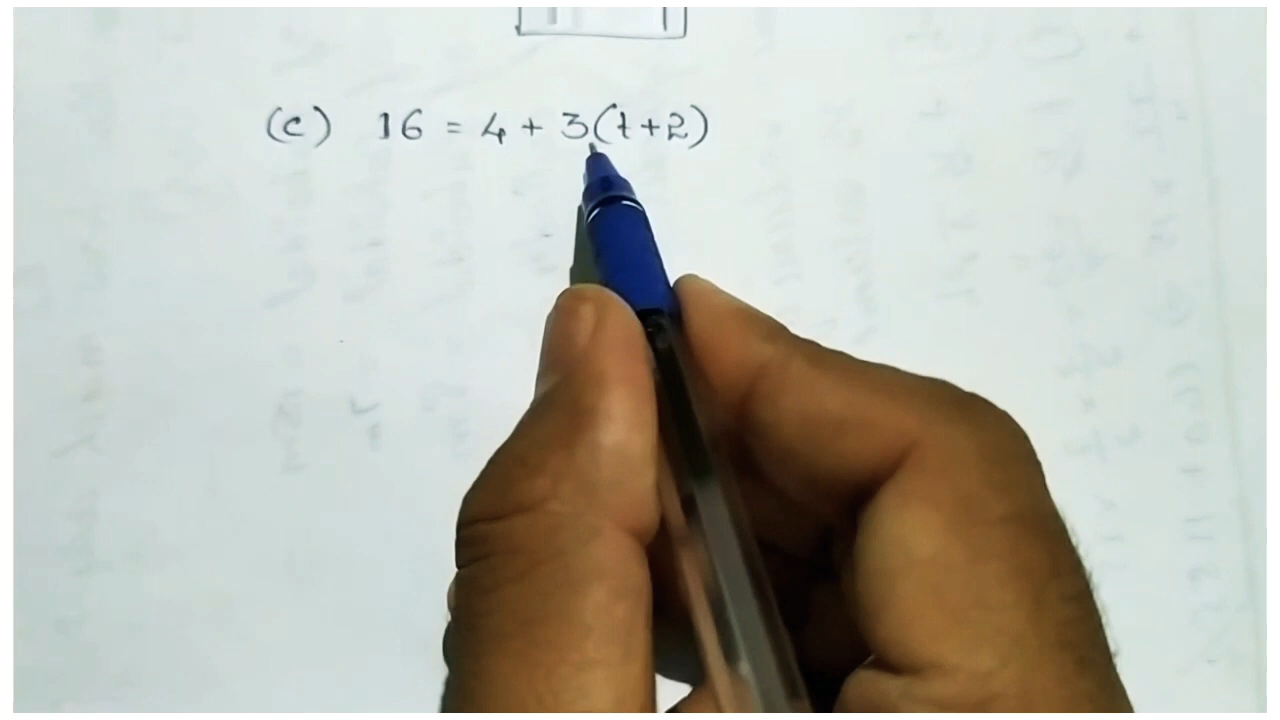 (c) 16 = 4 + 3(t+2)